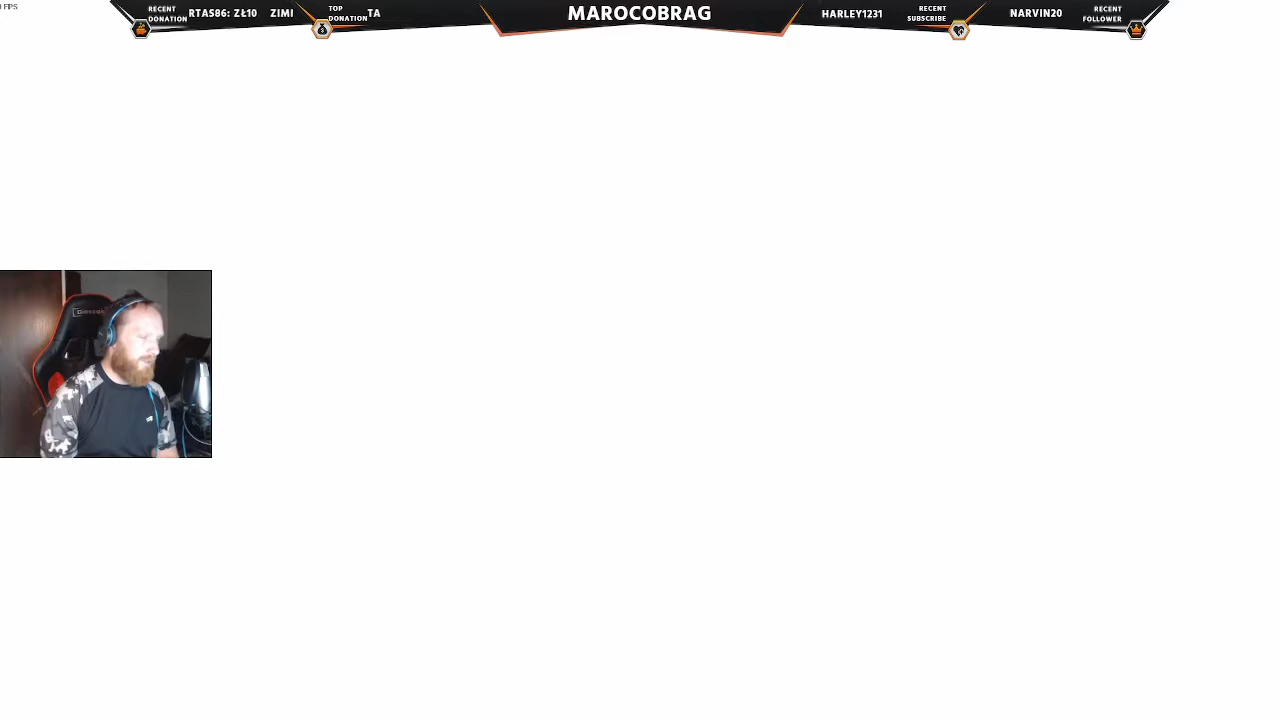 FPS
RECENT
DONATION
RTAS86: ZŁ10 ZIMI
TOP
DONATION
TA
MAROCOBRAG
HARLEY1231
RECENT
SUBSCRIBE
NARVIN20
RECENT
FOLLOWER